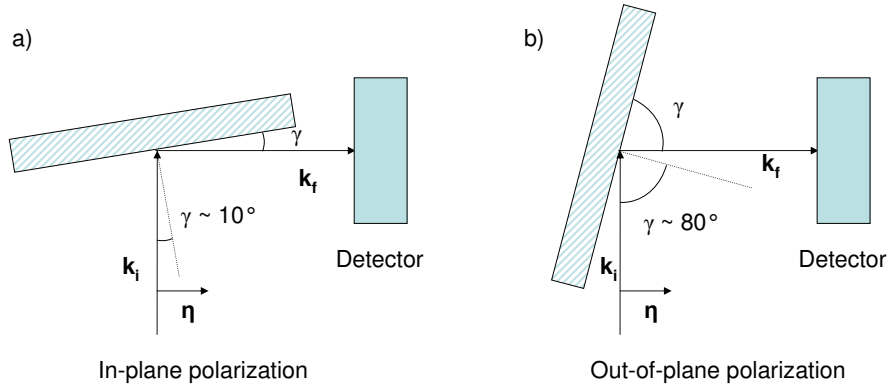 a)
γ
k_f
γ ~ 10°
k_i
Detector
η
In-plane polarization
b)
γ
k_f
γ ~ 80°
k_i
Detector
η
Out-of-plane polarization